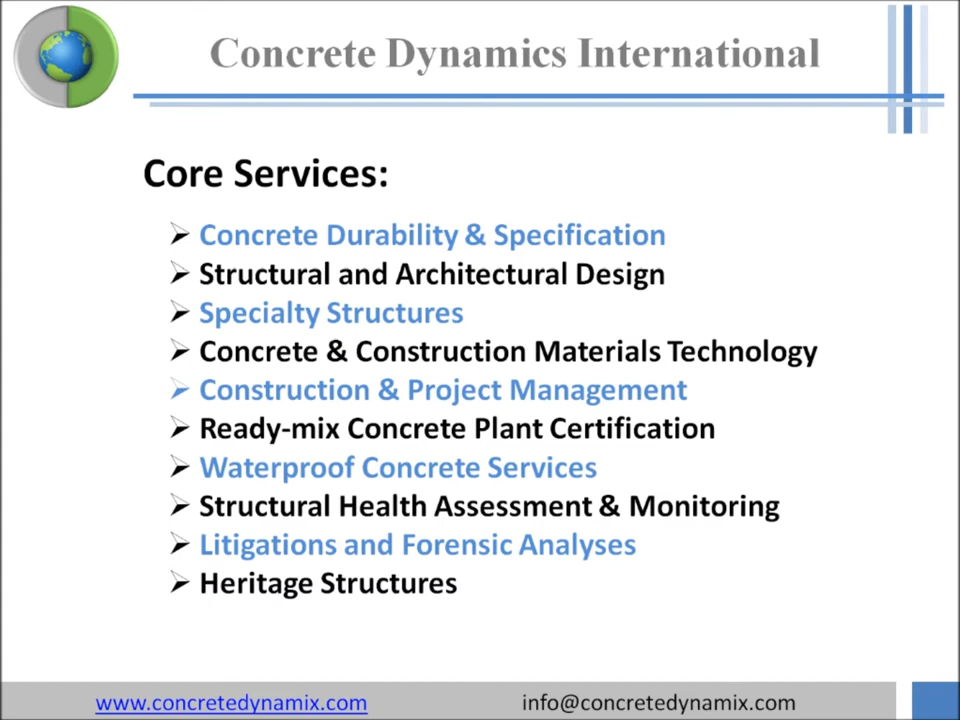 Concrete Dynamics International
Core Services:
➢ Concrete Durability & Specification
➢ Structural and Architectural Design
➢ Specialty Structures
➢ Concrete & Construction Materials Technology
➢ Construction & Project Management
➢ Ready-mix Concrete Plant Certification
➢ Waterproof Concrete Services
➢ Structural Health Assessment & Monitoring
➢ Litigations and Forensic Analyses
➢ Heritage Structures
www.concretedynamix.com info@concretedynamix.com